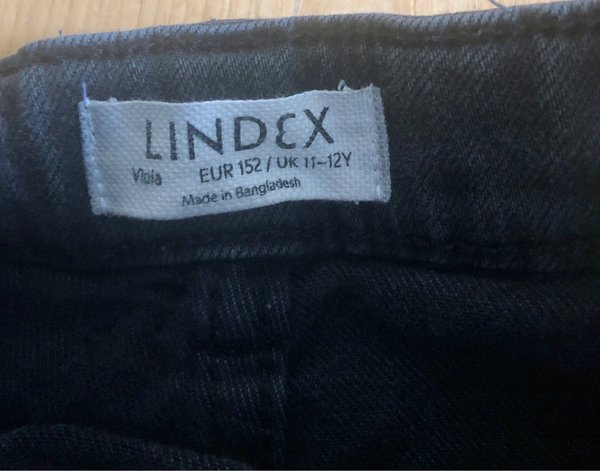 LINDEX
Viola EUR 152 / UK 11-12Y
Made in Bangladesh